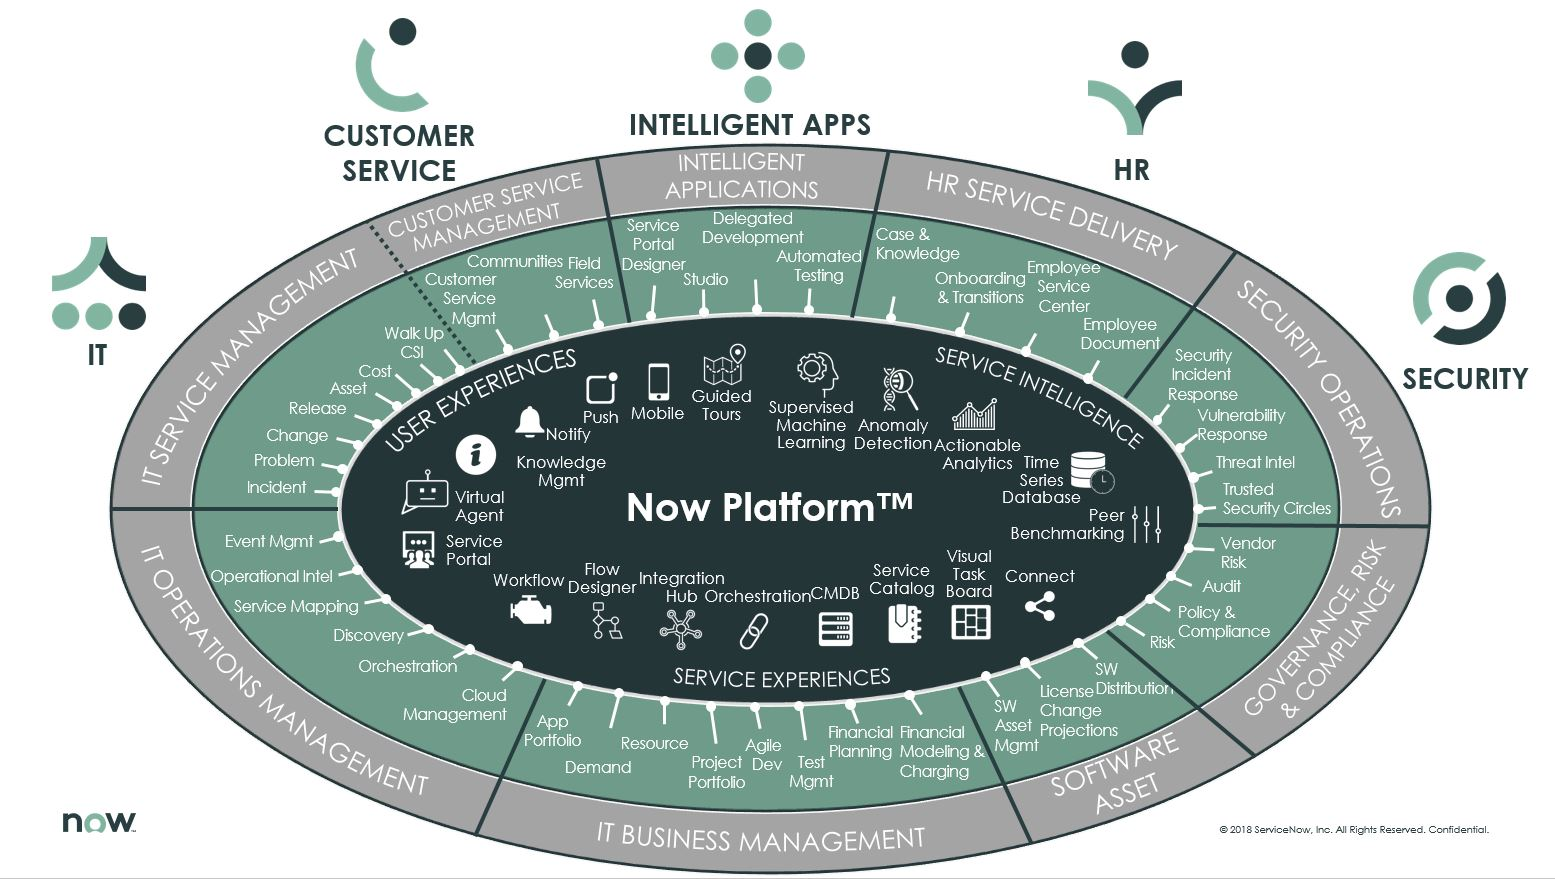 CUSTOMER
SERVICE
INTELLIGENT APPS
HR
IT
SECURITY
IT SERVICE MANAGEMENT
CUSTOMER SERVICE
MANAGEMENT
INTELLIGENT
APPLICATIONS
HR SERVICE DELIVERY
SECURITY OPERATIONS
GOVERNANCE, RISK
& COMPLIANCE
SOFTWARE
ASSET
IT BUSINESS MANAGEMENT
IT OPERATIONS MANAGEMENT
Incident
Problem
Change
Release
Asset
Cost
CSI
Walk Up
Customer
Service
Mgmt
Communities
Field
Services
Service
Portal
Designer
Studio
Delegated
Development
Automated
Testing
Case &
Knowledge
Onboarding
& Transitions
Employee
Service
Center
Employee
Document
Security
Incident
Response
Vulnerability
Response
Threat Intel
Trusted
Security Circles
Vendor
Risk
Audit
Policy &
Compliance
Risk
SW
Distribution
License
Change
Projections
SW
Asset
Mgmt
Financial
Modeling &
Charging
Financial
Planning
Test
Mgmt
Agile
Dev
Project
Portfolio
Resource
Demand
App
Portfolio
Cloud
Management
Orchestration
Discovery
Service Mapping
Operational Intel
Event Mgmt
USER EXPERIENCES
SERVICE INTELLIGENCE
SERVICE EXPERIENCES
Now Platform™
Service
Portal
Virtual
Agent
Knowledge
Mgmt
Notify
Push
Mobile
Guided
Tours
Supervised
Machine
Learning
Anomaly
Detection
Actionable
Analytics
Time
Series
Database
Peer
Benchmarking
Workflow
Flow
Designer
Integration
Hub
Orchestration
CMDB
Service
Catalog
Visual
Task
Board
Connect
now
© 2018 ServiceNow, Inc. All Rights Reserved. Confidential.